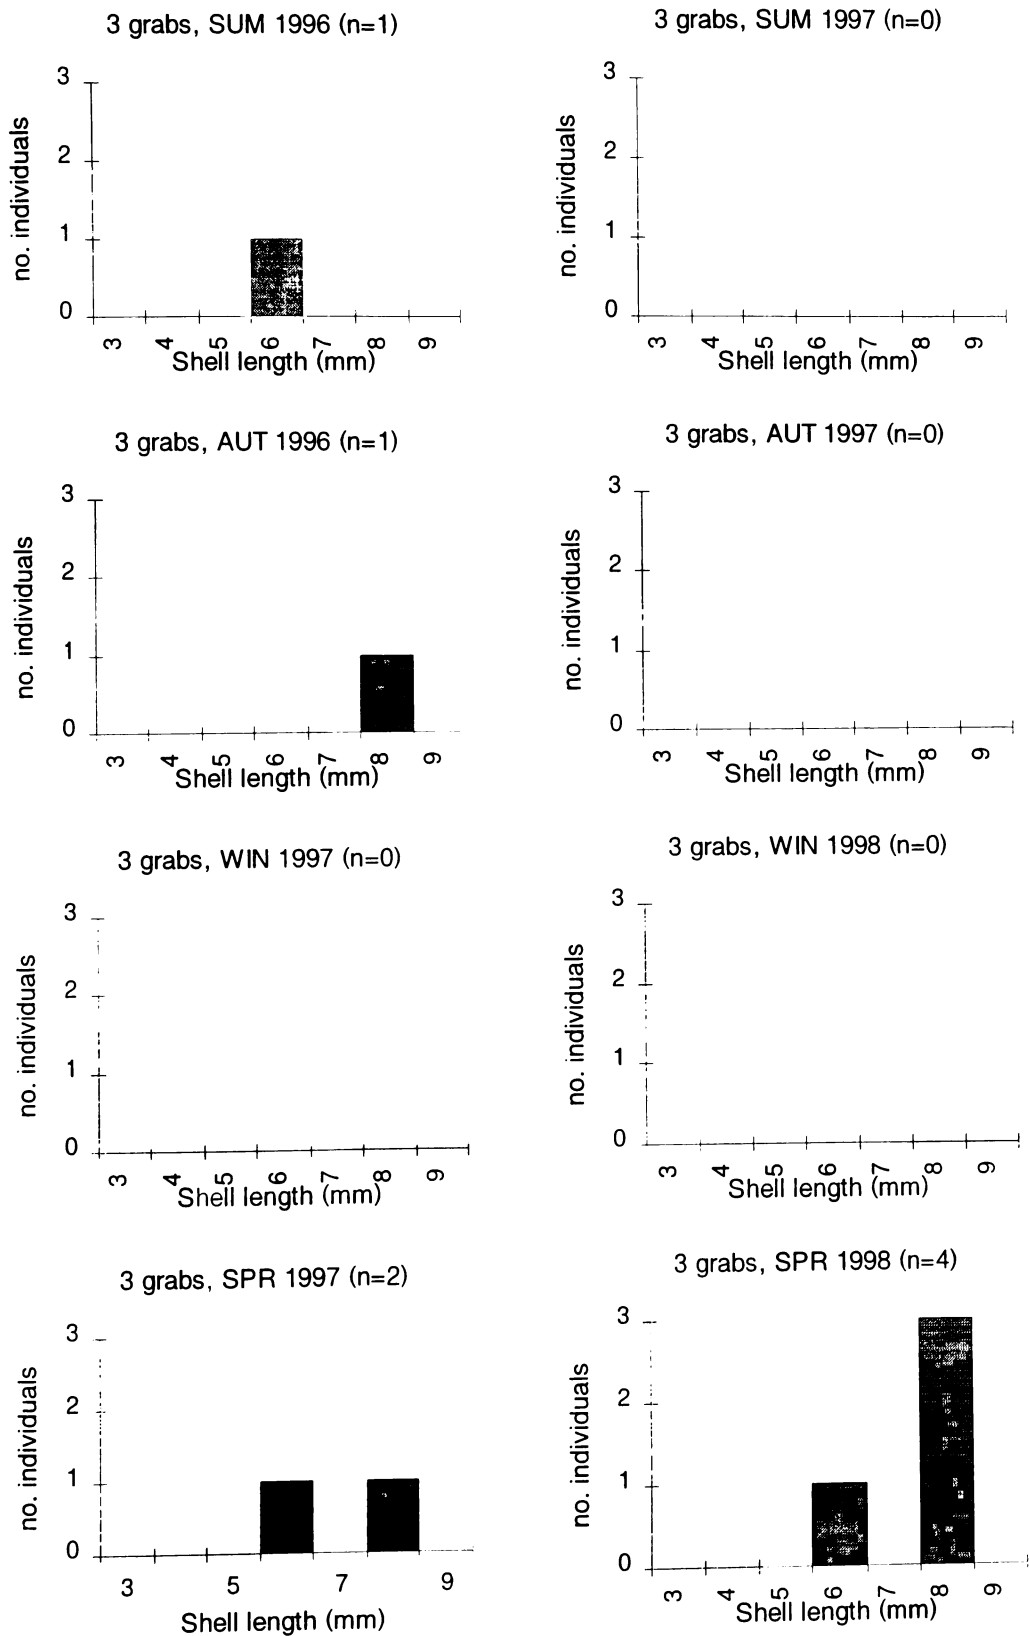 3 grabs, SUM 1996 (n=1)
no. individuals
3
2
1
0
3 4 5 6 7 8 9
Shell length (mm)
3 grabs, SUM 1997 (n=0)
no. individuals
3
2
1
0
3 4 5 6 7 8 9
Shell length (mm)
3 grabs, AUT 1996 (n=1)
no. individuals
3
2
1
0
3 4 5 6 7 8 9
Shell length (mm)
3 grabs, AUT 1997 (n=0)
no. individuals
3
2
1
0
3 4 5 6 7 8 9
Shell length (mm)
3 grabs, WIN 1997 (n=0)
no. individuals
3
2
1
0
3 4 5 6 7 8 9
Shell length (mm)
3 grabs, WIN 1998 (n=0)
no. individuals
3
2
1
0
3 4 5 6 7 8 9
Shell length (mm)
3 grabs, SPR 1997 (n=2)
no. individuals
3
2
1
0
3 5 7 9
Shell length (mm)
3 grabs, SPR 1998 (n=4)
no. individuals
3
2
1
0
3 4 5 6 7 8 9
Shell length (mm)